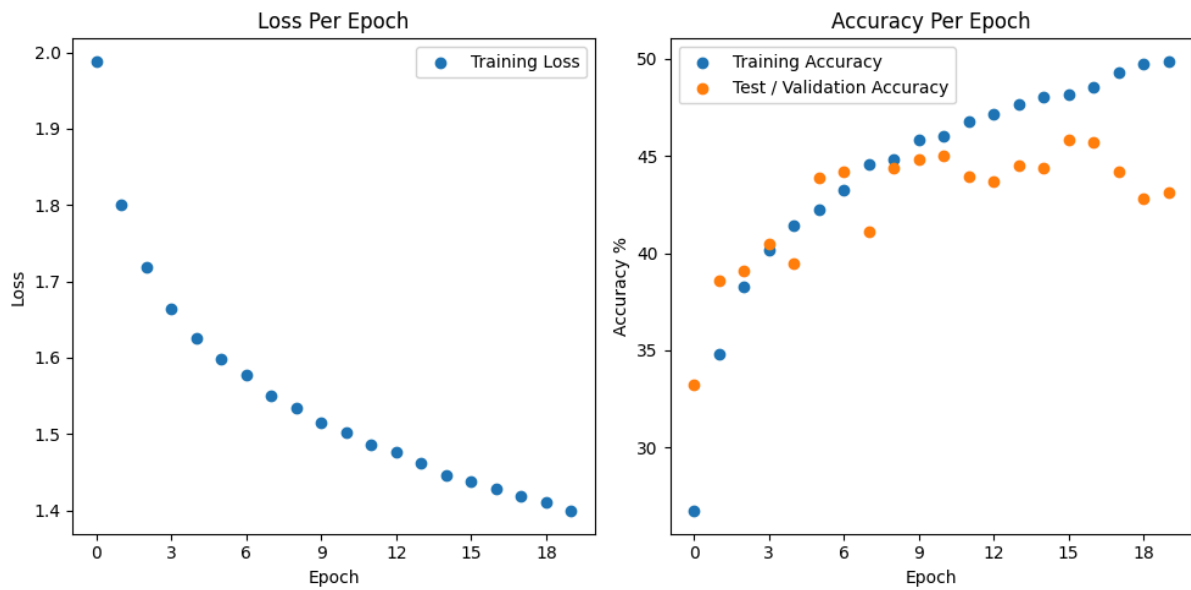 Loss Per Epoch
Training Loss
2.0
1.9
1.8
1.7
1.6
1.5
1.4
Loss
0 3 6 9 12 15 18
Epoch
Accuracy Per Epoch
Training Accuracy
Test / Validation Accuracy
50
45
40
35
30
Accuracy %
0 3 6 9 12 15 18
Epoch